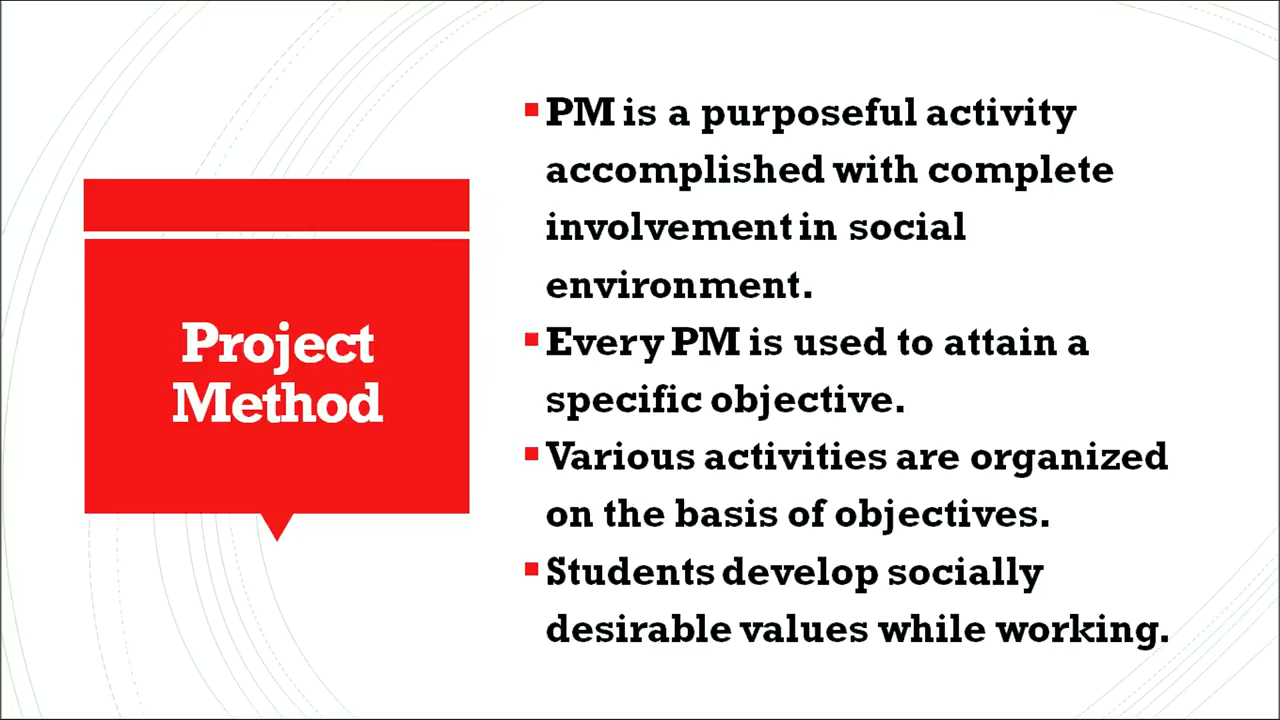 Project
Method
PM is a purposeful activity
accomplished with complete
involvement in social
environment.
Every PM is used to attain a
specific objective.
Various activities are organized
on the basis of objectives.
Students develop socially
desirable values while working.